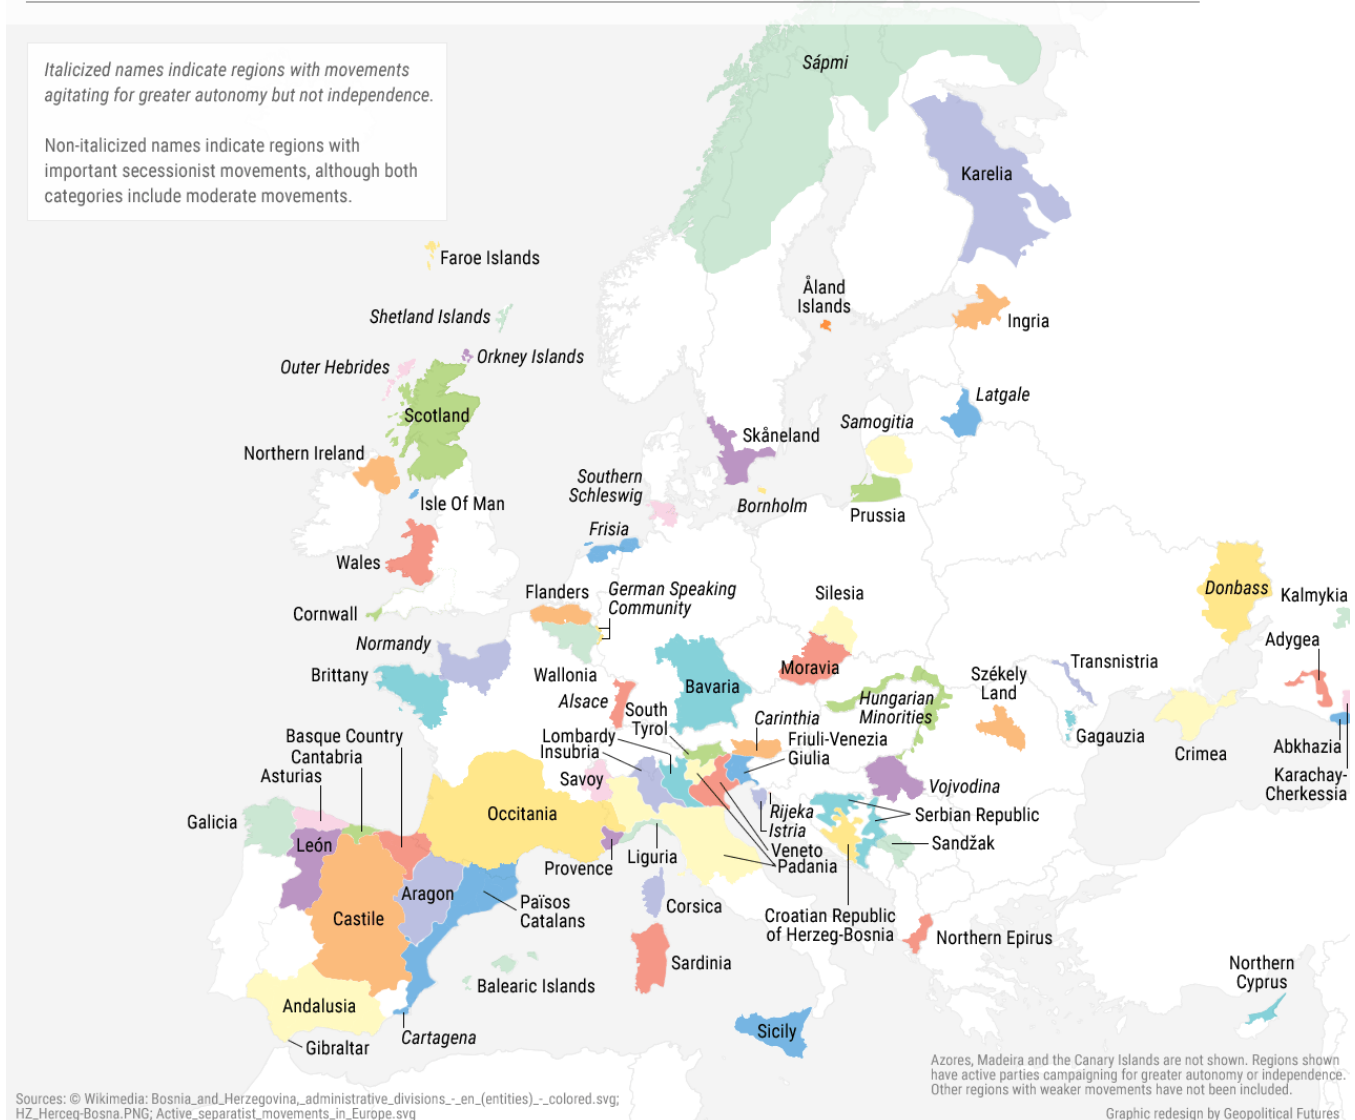 Italicized names indicate regions with movements
agitating for greater autonomy but not independence.
Non-italicized names indicate regions with
important secessionist movements, although both
categories include moderate movements.
Sápmi
Karelia
Faroe Islands
Åland
Islands
Shetland Islands
Ingria
Orkney Islands
Outer Hebrides
Latgale
Scotland
Samogitia
Skåneland
Northern Ireland
Southern
Schleswig
Isle Of Man
Bornholm
Prussia
Frisia
Wales
Donbass
Flanders
German Speaking
Community
Silesia
Kalmykia
Cornwall
Normandy
Adygea
Brittany
Wallonia
Moravia
Transnistria
Bavaria
Székely
Land
Alsace
Hungarian
Minorities
South
Tyrol
Carinthia
Basque Country
Lombardy
Friuli-Venezia
Giulia
Gagauzia
Abkhazia
Cantabria
Insubria
Crimea
Asturias
Savoy
Karachay-
Cherkessia
Vojvodina
Occitania
Rijeka
Istria
Serbian Republic
Galicia
León
Sandžak
Veneto
Liguria
Padania
Provence
Aragon
Països
Catalans
Corsica
Castile
Croatian Republic
of Herzeg-Bosnia
Northern Epirus
Sardinia
Northern
Cyprus
Balearic Islands
Andalusia
Sicily
Cartagena
Gibraltar
Azores, Madeira and the Canary Islands are not shown. Regions shown
have active parties campaigning for greater autonomy or independence.
Other regions with weaker movements have not been included.
Sources: © Wikimedia: Bosnia_and_Herzegovina,_administrative_divisions_-_en_(entities)_-_colored.svg;
HZ_Herceg-Bosna.PNG; Active_separatist_movements_in_Europe.svg
Graphic redesign by Geopolitical Futures